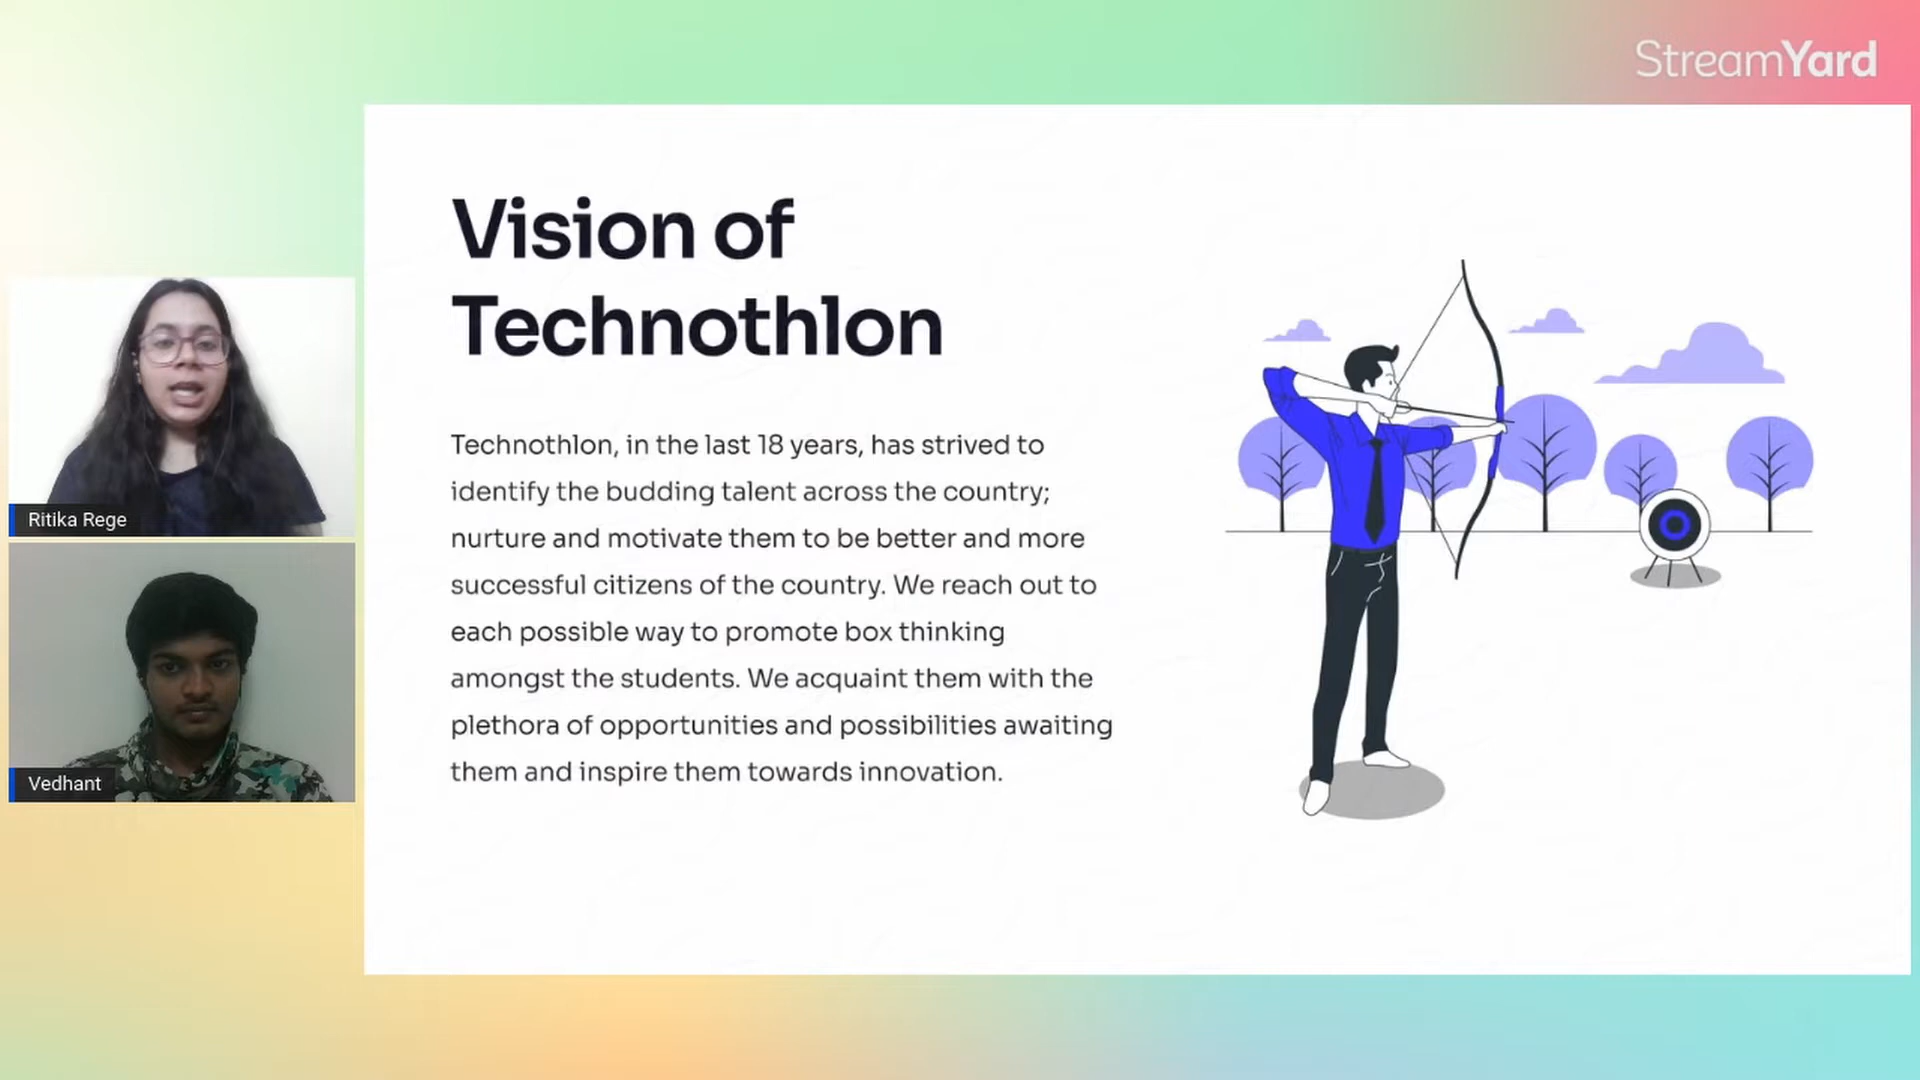 StreamYard
Vision of
Technothlon
Technothlon, in the last 18 years, has strived to
identify the budding talent across the country;
nurture and motivate them to be better and more
successful citizens of the country. We reach out to
each possible way to promote box thinking
amongst the students. We acquaint them with the
plethora of opportunities and possibilities awaiting
them and inspire them towards innovation.
Ritika Rege
Vedhant